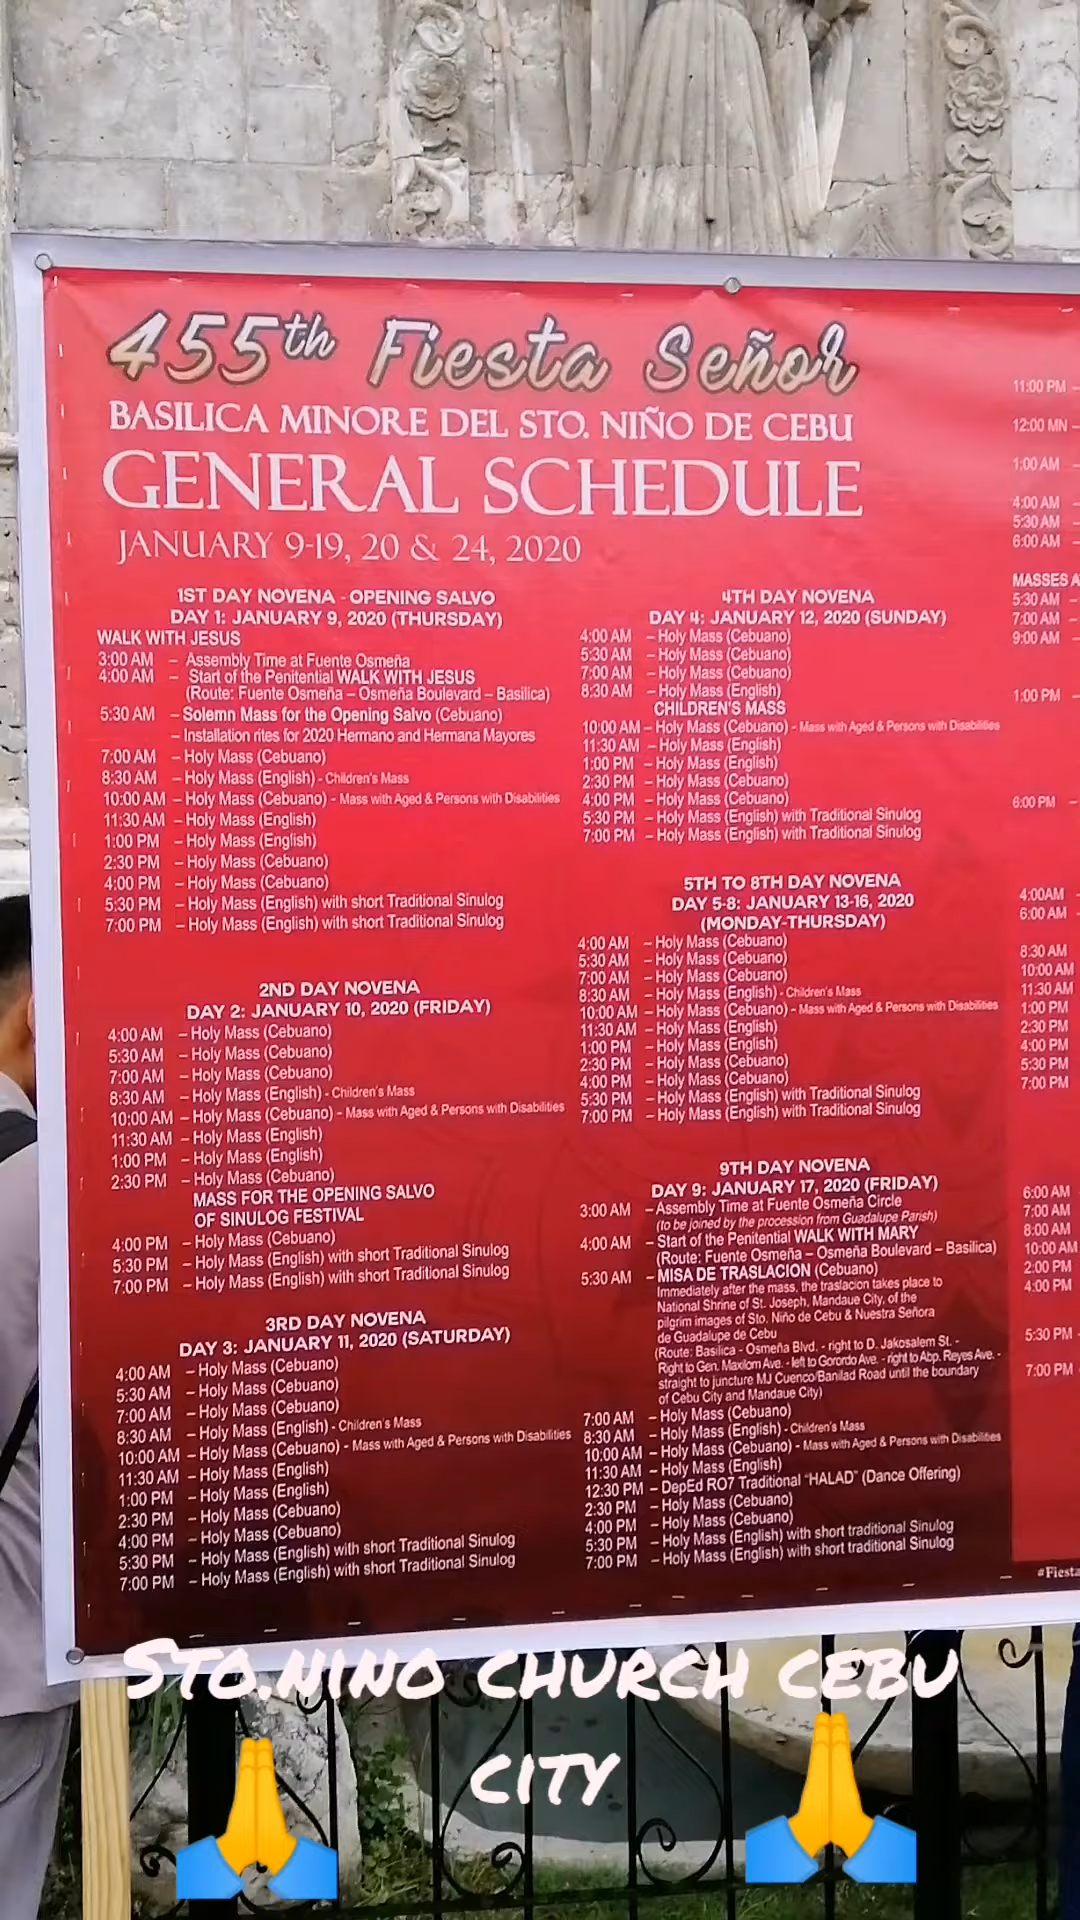 455th Fiesta Señor
BASILICA MINORE DEL STO. NIÑO DE CEBU
GENERAL SCHEDULE
JANUARY 9-19, 20 & 24, 2020
1ST DAY NOVENA - OPENING SALVO
DAY 1: JANUARY 9, 2020 (THURSDAY)
WALK WITH JESUS
3:00 AM – Assembly Time at Fuente Osmeña
4:00 AM – Start of the Penitential WALK WITH JESUS
(Route: Fuente Osmeña – Osmeña Boulevard – Basilica)
5:30 AM – Solemn Mass for the Opening Salvo (Cebuano)
– Installation rites for 2020 Hermano and Hermana Mayores
7:00 AM – Holy Mass (Cebuano)
8:30 AM – Holy Mass (English) - Children's Mass
10:00 AM – Holy Mass (Cebuano) - Mass with Aged & Persons with Disabilities
11:30 AM – Holy Mass (English)
1:00 PM – Holy Mass (English)
2:30 PM – Holy Mass (Cebuano)
4:00 PM – Holy Mass (Cebuano)
5:30 PM – Holy Mass (English) with short Traditional Sinulog
7:00 PM – Holy Mass (English) with short Traditional Sinulog
2ND DAY NOVENA
DAY 2: JANUARY 10, 2020 (FRIDAY)
4:00 AM – Holy Mass (Cebuano)
5:30 AM – Holy Mass (Cebuano)
7:00 AM – Holy Mass (Cebuano)
8:30 AM – Holy Mass (English) - Children's Mass
10:00 AM – Holy Mass (Cebuano) - Mass with Aged & Persons with Disabilities
11:30 AM – Holy Mass (English)
1:00 PM – Holy Mass (English)
2:30 PM – Holy Mass (Cebuano)
MASS FOR THE OPENING SALVO
OF SINULOG FESTIVAL
4:00 PM – Holy Mass (Cebuano)
5:30 PM – Holy Mass (English) with short Traditional Sinulog
7:00 PM – Holy Mass (English) with short Traditional Sinulog
3RD DAY NOVENA
DAY 3: JANUARY 11, 2020 (SATURDAY)
4:00 AM – Holy Mass (Cebuano)
5:30 AM – Holy Mass (Cebuano)
7:00 AM – Holy Mass (Cebuano)
8:30 AM – Holy Mass (English) - Children's Mass
10:00 AM – Holy Mass (Cebuano) - Mass with Aged & Persons with Disabilities
11:30 AM – Holy Mass (English)
1:00 PM – Holy Mass (English)
2:30 PM – Holy Mass (Cebuano)
4:00 PM – Holy Mass (Cebuano)
5:30 PM – Holy Mass (English) with short Traditional Sinulog
7:00 PM – Holy Mass (English) with short Traditional Sinulog
4TH DAY NOVENA
DAY 4: JANUARY 12, 2020 (SUNDAY)
4:00 AM – Holy Mass (Cebuano)
5:30 AM – Holy Mass (Cebuano)
7:00 AM – Holy Mass (Cebuano)
8:30 AM – Holy Mass (English)
CHILDREN'S MASS
10:00 AM – Holy Mass (Cebuano) - Mass with Aged & Persons with Disabilities
11:30 AM – Holy Mass (English)
1:00 PM – Holy Mass (English)
2:30 PM – Holy Mass (Cebuano)
4:00 PM – Holy Mass (Cebuano)
5:30 PM – Holy Mass (English) with Traditional Sinulog
7:00 PM – Holy Mass (English) with Traditional Sinulog
5TH TO 8TH DAY NOVENA
DAY 5-8: JANUARY 13-16, 2020
(MONDAY-THURSDAY)
4:00 AM – Holy Mass (Cebuano)
5:30 AM – Holy Mass (Cebuano)
7:00 AM – Holy Mass (Cebuano)
8:30 AM – Holy Mass (English) - Children's Mass
10:00 AM – Holy Mass (Cebuano) - Mass with Aged & Persons with Disabilities
11:30 AM – Holy Mass (English)
1:00 PM – Holy Mass (English)
2:30 PM – Holy Mass (Cebuano)
4:00 PM – Holy Mass (Cebuano)
5:30 PM – Holy Mass (English) with Traditional Sinulog
7:00 PM – Holy Mass (English) with Traditional Sinulog
9TH DAY NOVENA
DAY 9: JANUARY 17, 2020 (FRIDAY)
3:00 AM – Assembly Time at Fuente Osmeña Circle
(to be joined by the procession from Guadalupe Parish)
4:00 AM – Start of the Penitential WALK WITH MARY
(Route: Fuente Osmeña – Osmeña Boulevard – Basilica)
5:30 AM – MISA DE TRASLACION (Cebuano)
Immediately after the mass, the traslacion takes place to
National Shrine of St. Joseph, Mandaue City, of the
pilgrim images of Sto. Niño de Cebu & Nuestra Señora
de Guadalupe de Cebu
(Route: Basilica - Osmeña Blvd. - right to D. Jakosalem St. -
Right to Gen. Maxilom Ave. - left to Gorordo Ave. - right to Abp. Reyes Ave. -
straight to juncture MJ Cuenco/Banilad Road until the boundary
of Cebu City and Mandaue City)
7:00 AM – Holy Mass (Cebuano)
8:30 AM – Holy Mass (English) - Children's Mass
10:00 AM – Holy Mass (Cebuano) - Mass with Aged & Persons with Disabilities
11:30 AM – Holy Mass (English)
12:30 PM – DepEd RO7 Traditional "HALAD" (Dance Offering)
2:30 PM – Holy Mass (Cebuano)
4:00 PM – Holy Mass (Cebuano)
5:30 PM – Holy Mass (English) with short traditional Sinulog
7:00 PM – Holy Mass (English) with short traditional Sinulog
11:00 PM –
12:00 MN –
1:00 AM
4:00 AM –
5:30 AM –
6:00 AM –
MASSES A
5:30 AM –
7:00 AM –
9:00 AM –
1:00 PM –
6:00 PM –
4:00AM –
6:00 AM –
8:30 AM
10:00 AM
11:30 AM
1:00 PM
2:30 PM
4:00 PM
5:30 PM
7:00 PM
6:00 AM
7:00 AM
8:00 AM
10:00 AM
2:00 PM
4:00 PM
5:30 PM
7:00 PM
#Fiesta
STO.NINO CHURCH CEBU
CITY